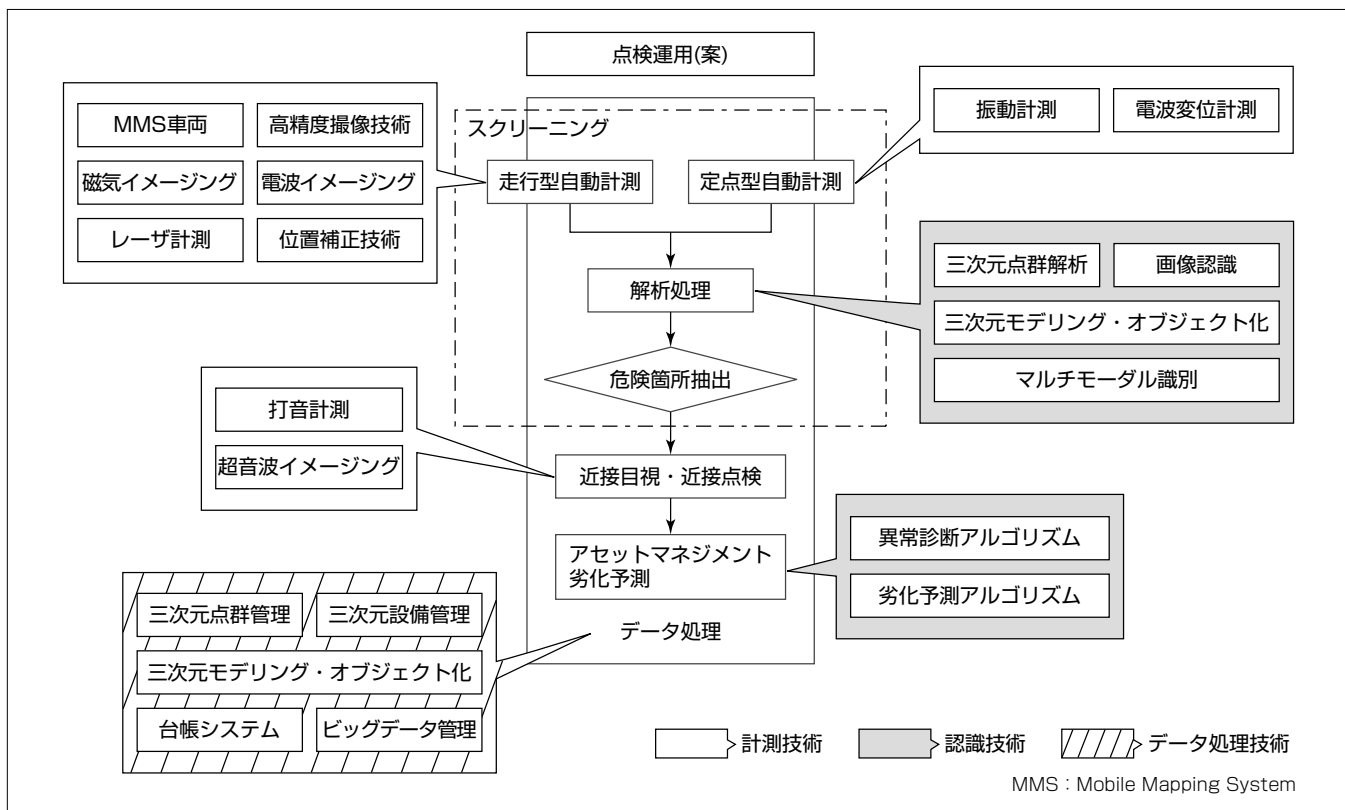 点検運用(案)
MMS車両
高精度撮像技術
磁気イメージング
電波イメージング
レーザ計測
位置補正技術
スクリーニング
走行型自動計測
定点型自動計測
振動計測
電波変位計測
解析処理
三次元点群解析
画像認識
三次元モデリング・オブジェクト化
マルチモーダル識別
危険箇所抽出
打音計測
超音波イメージング
近接目視・近接点検
アセットマネジメント
劣化予測
異常診断アルゴリズム
劣化予測アルゴリズム
データ処理
三次元点群管理
三次元設備管理
三次元モデリング・オブジェクト化
台帳システム
ビッグデータ管理
計測技術
認識技術
データ処理技術
MMS：Mobile Mapping System